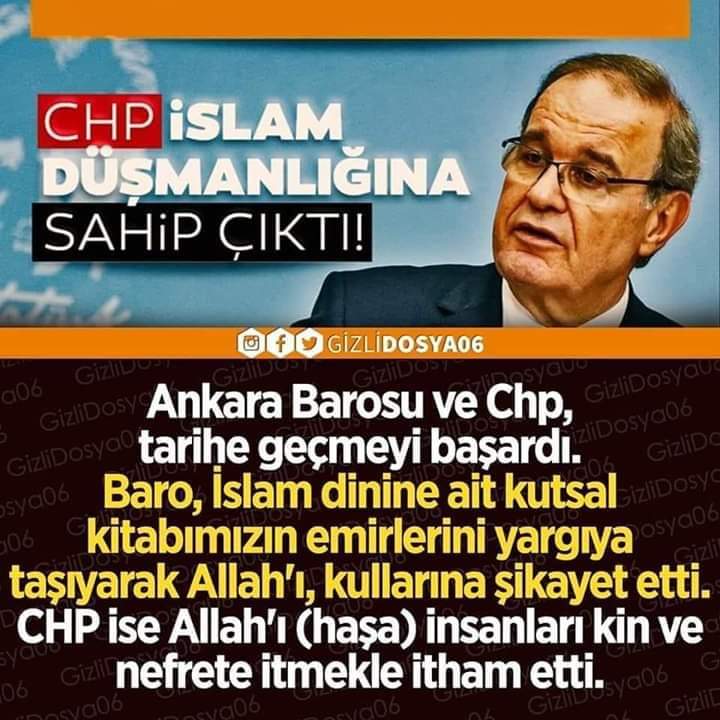 CHP İSLAM
DÜŞMANLIĞINA
SAHİP ÇIKTI!
GİZLİDOSYA06
Ankara Barosu ve Chp,
tarihe geçmeyi başardı.
Baro, İslam dinine ait kutsal
kitabımızın emirlerini yargıya
taşıyarak Allah'ı, kullarına şikayet etti.
CHP ise Allah'ı (haşa) insanları kin ve
nefrete itmekle itham etti.